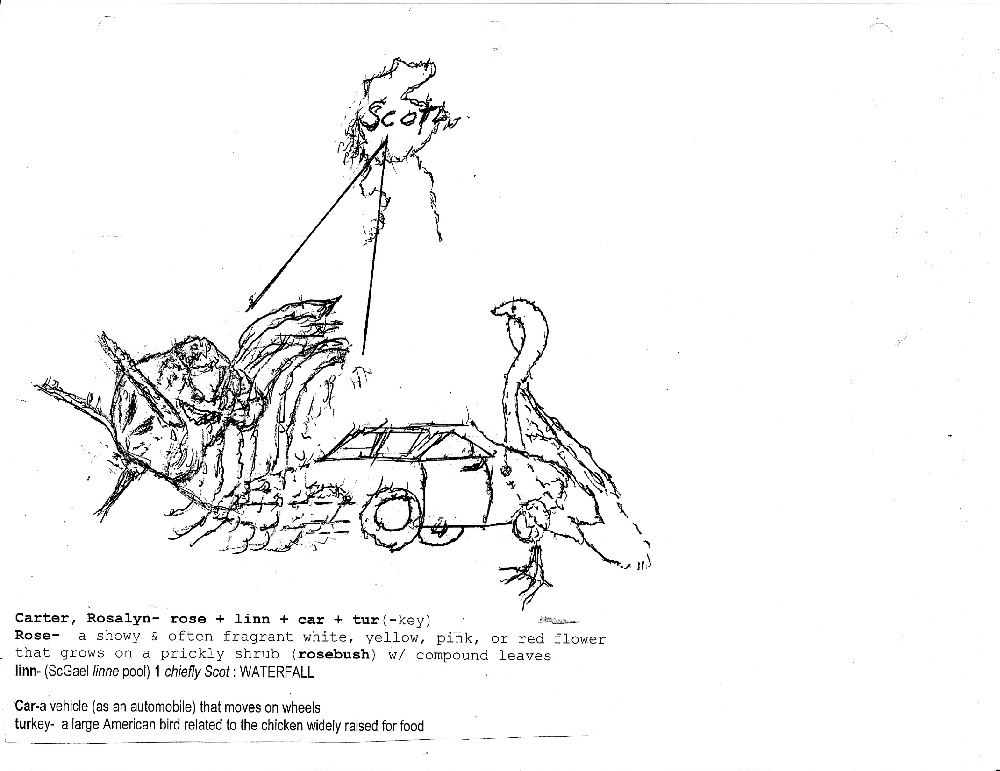 SCOT
Carter, Rosalyn- rose + linn + car + tur(-key)
Rose-  a showy & often fragrant white, yellow, pink, or red flower
that grows on a prickly shrub (rosebush) w/ compound leaves
linn- (ScGael linne pool) 1 chiefly Scot : WATERFALL
Car-a vehicle (as an automobile) that moves on wheels
turkey-  a large American bird related to the chicken widely raised for food